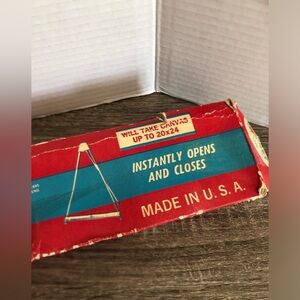 WILL TAKE CANVAS
UP TO 20x24
INSTANTLY OPENS
AND CLOSES
MADE IN U.S.A.